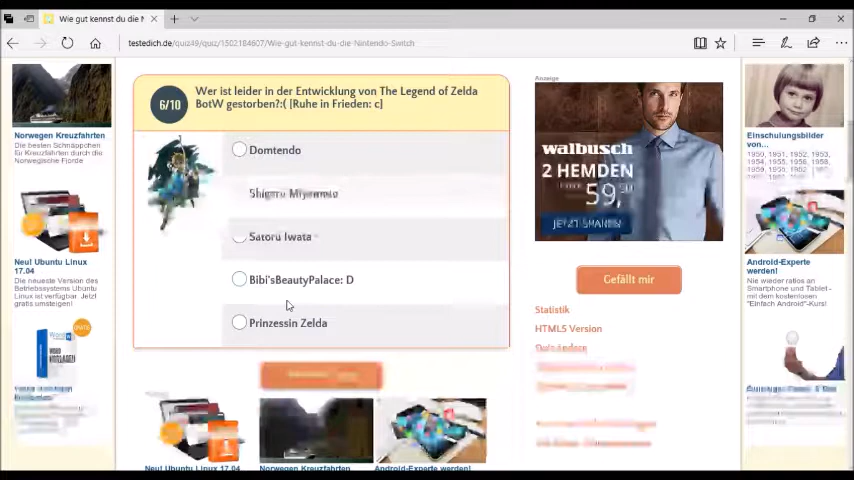 Wie gut kennst du die N
testedich.de/quiz49/quiz/1502184607/Wie-gut-kennst-du-die-Nintendo-Switch
Norwegen Kreuzfahrten
Die besten Schnäppchen
für Kreuzfahrten durch die
Norwegische Fjorde
Neu! Ubuntu Linux
17.04
Die neueste Version des
Betriebssystems Ubuntu
Linux ist verfügbar. Jetzt
gratis umsteigen!
6/10
Wer ist leider in der Entwicklung von The Legend of Zelda
BotW gestorben?:( [Ruhe in Frieden: c]
Domtendo
Shigeru Miyamoto
Satoru Iwata
Bibi'sBeautyPalace: D
Prinzessin Zelda
Neu! Ubuntu Linux 17.04
Norwegen Kreuzfahrten
Android-Experte werden!
Anzeige
walbusch
2 HEMDEN
59,
JETZT SPAREN
Gefällt mir
Statistik
HTML5 Version
Einschulungsbilder
von...
1950, 1951, 1952, 1953,
Android-Experte
werden!
Nie wieder ratlos an
Smartphone und Tablet -
mit dem kostenlosen
"Einfach Android"-Kurs!